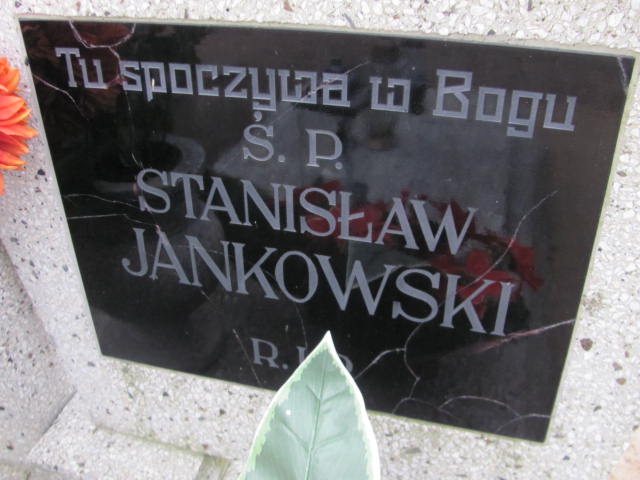 Tu spoczywa w Bogu
Ś. P.
STANISŁAW
JANKOWSKI
R.I.P.